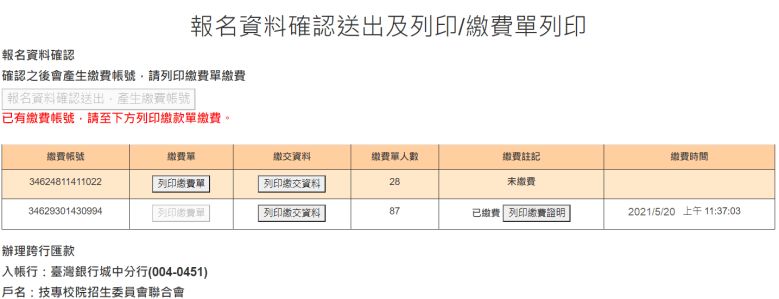 報名資料確認送出及列印/繳費單列印
報名資料確認
確認之後會產生繳費帳號，請列印繳費單繳費
報名資料確認送出，產生繳費帳號
已有繳費帳號，請至下方列印繳款單繳費。
繳費帳號 繳費單 繳交資料 繳費單人數 繳費註記 繳費時間
34624811411022 列印繳費單 列印繳交資料 28 未繳費
34629301430994 列印繳費單 列印繳交資料 87 已繳費 列印繳費證明 2021/5/20 上午 11:37:03
辦理跨行匯款
入帳行：臺灣銀行城中分行(004-0451)
戶名：技專校院招生委員會聯合會